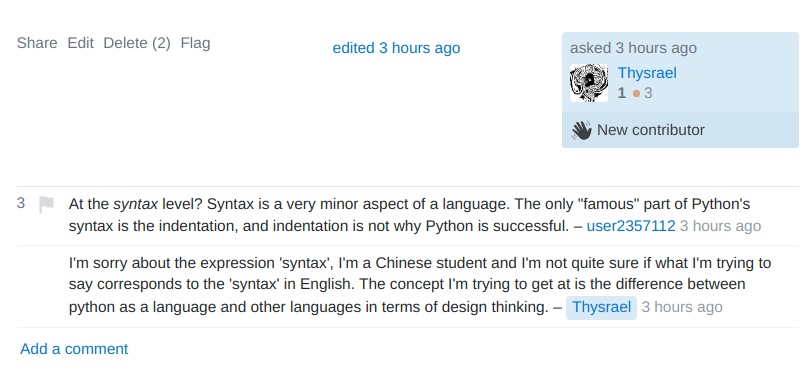 Share Edit Delete (2) Flag
edited 3 hours ago
asked 3 hours ago
Thysrael
1 3
New contributor
3
At the syntax level? Syntax is a very minor aspect of a language. The only "famous" part of Python's
syntax is the indentation, and indentation is not why Python is successful. – user2357112 3 hours ago
I'm sorry about the expression 'syntax', I'm a Chinese student and I'm not quite sure if what I'm trying to
say corresponds to the 'syntax' in English. The concept I'm trying to get at is the difference between
python as a language and other languages in terms of design thinking. – Thysrael 3 hours ago
Add a comment